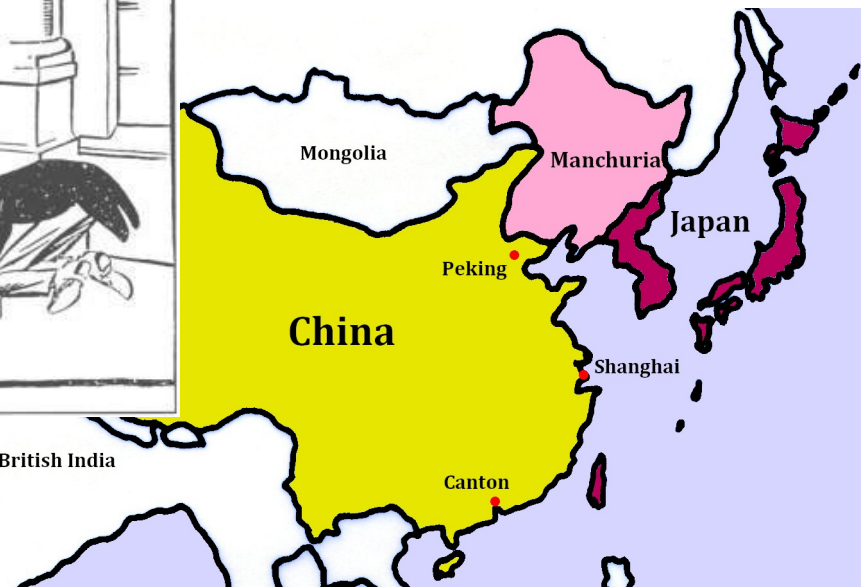 Mongolia
Manchuria
Japan
Peking
China
Shanghai
British India
Canton